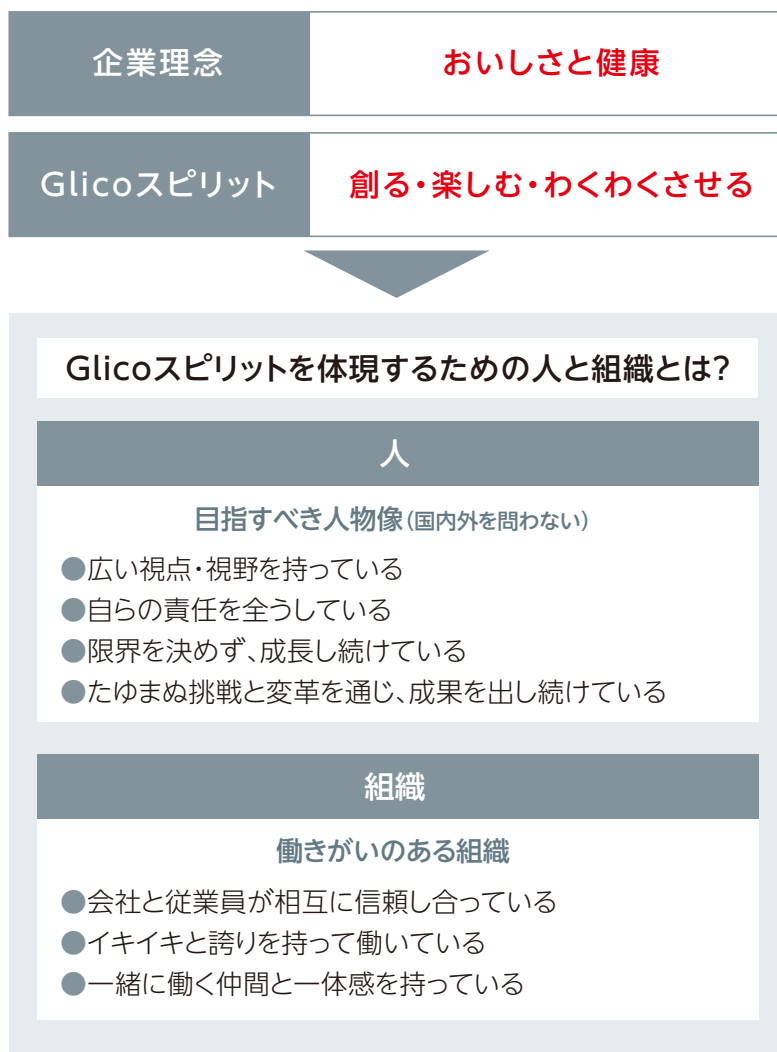 企業理念
おいしさと健康
Glicoスピリット
創る・楽しむ・わくわくさせる
Glicoスピリットを体現するための人と組織とは?
人
目指すべき人物像(国内外を問わない)
●広い視点・視野を持っている
●自らの責任を全うしている
●限界を決めず、成長し続けている
●たゆまぬ挑戦と変革を通じ、成果を出し続けている
組織
働きがいのある組織
●会社と従業員が相互に信頼し合っている
●イキイキと誇りを持って働いている
●一緒に働く仲間と一体感を持っている